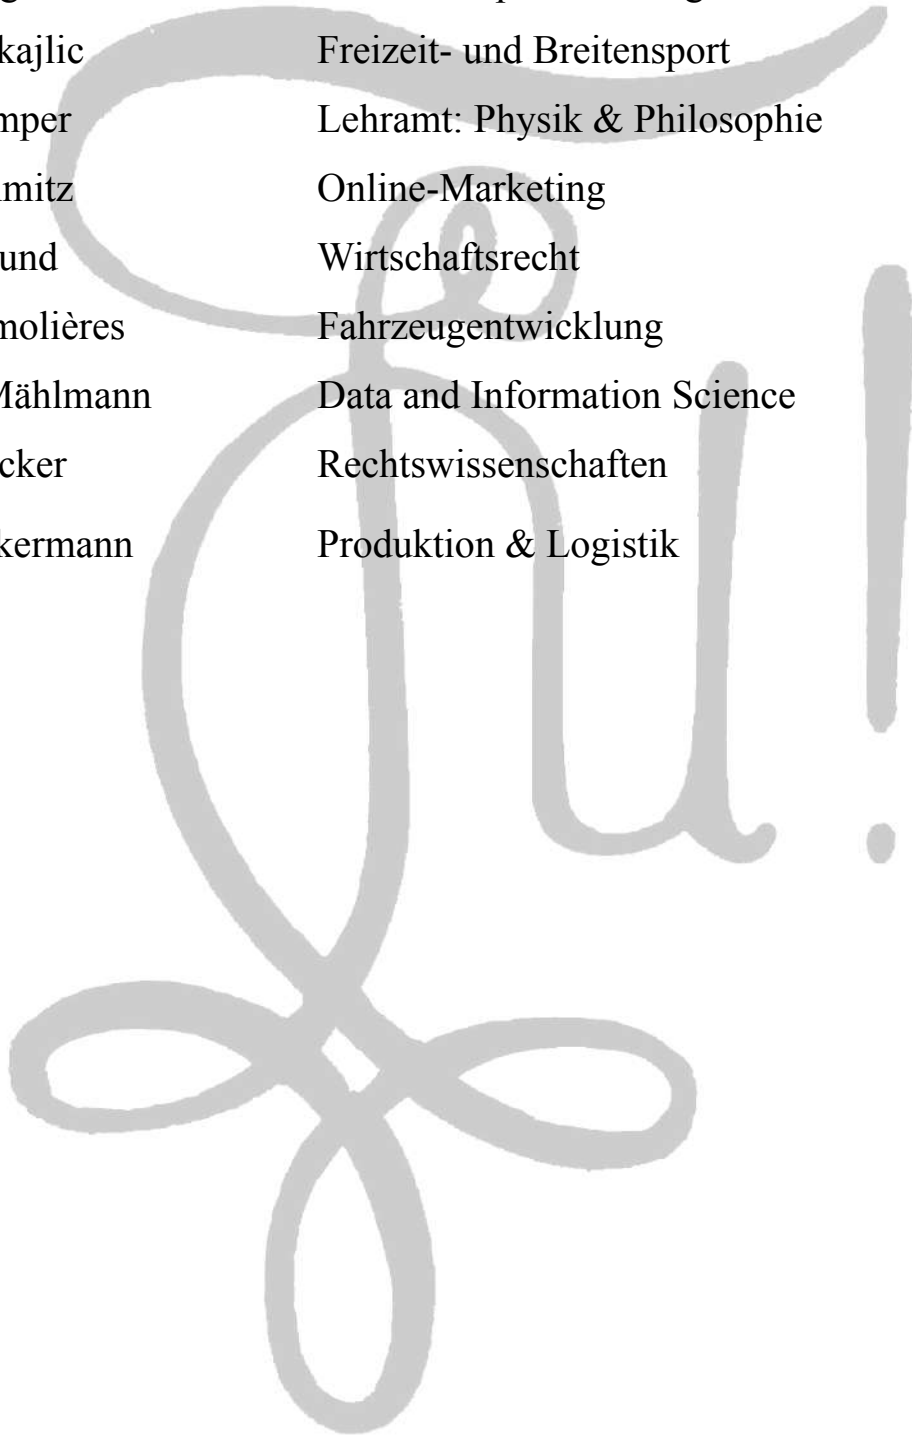 kajlic Freizeit- und Breitensport
mper Lehramt: Physik & Philosophie
mitz Online-Marketing
und Wirtschaftsrecht
molières Fahrzeugentwicklung
Mählmann Data and Information Science
cker Rechtswissenschaften
kermann Produktion & Logistik